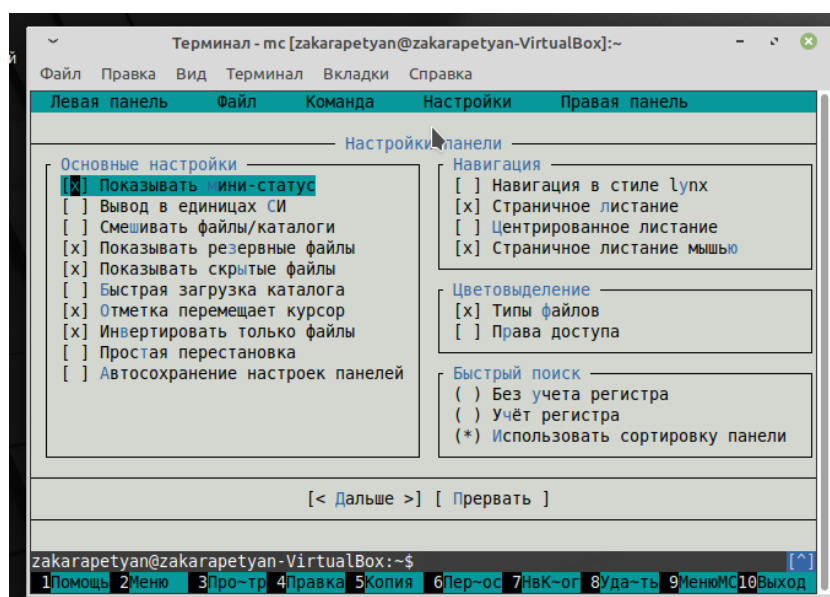 й
Терминал - mc [zakarapetyan@zakarapetyan-VirtualBox]:~
Файл Правка Вид Терминал Вкладки Справка
Левая панель Файл Команда Настройки Правая панель
Настройки панели
Основные настройки
[x] Показывать мини-статус
[ ] Вывод в единицах СИ
[ ] Смешивать файлы/каталоги
[x] Показывать резервные файлы
[x] Показывать скрытые файлы
[ ] Быстрая загрузка каталога
[x] Отметка перемещает курсор
[x] Инвертировать только файлы
[ ] Простая перестановка
[ ] Автосохранение настроек панелей
Навигация
[ ] Навигация в стиле lynx
[x] Страничное листание
[ ] Центрированное листание
[x] Страничное листание мышью
Цветовыделение
[x] Типы файлов
[ ] Права доступа
Быстрый поиск
( ) Без учета регистра
( ) Учёт регистра
(*) Использовать сортировку панели
[< Дальше >] [ Прервать ]
zakarapetyan@zakarapetyan-VirtualBox:~$ [^]
1Помощь 2Меню 3Про~тр 4Правка 5Копия 6Пер~ос 7НвК~ог 8Уда~ть 9МенюMC 10Выход